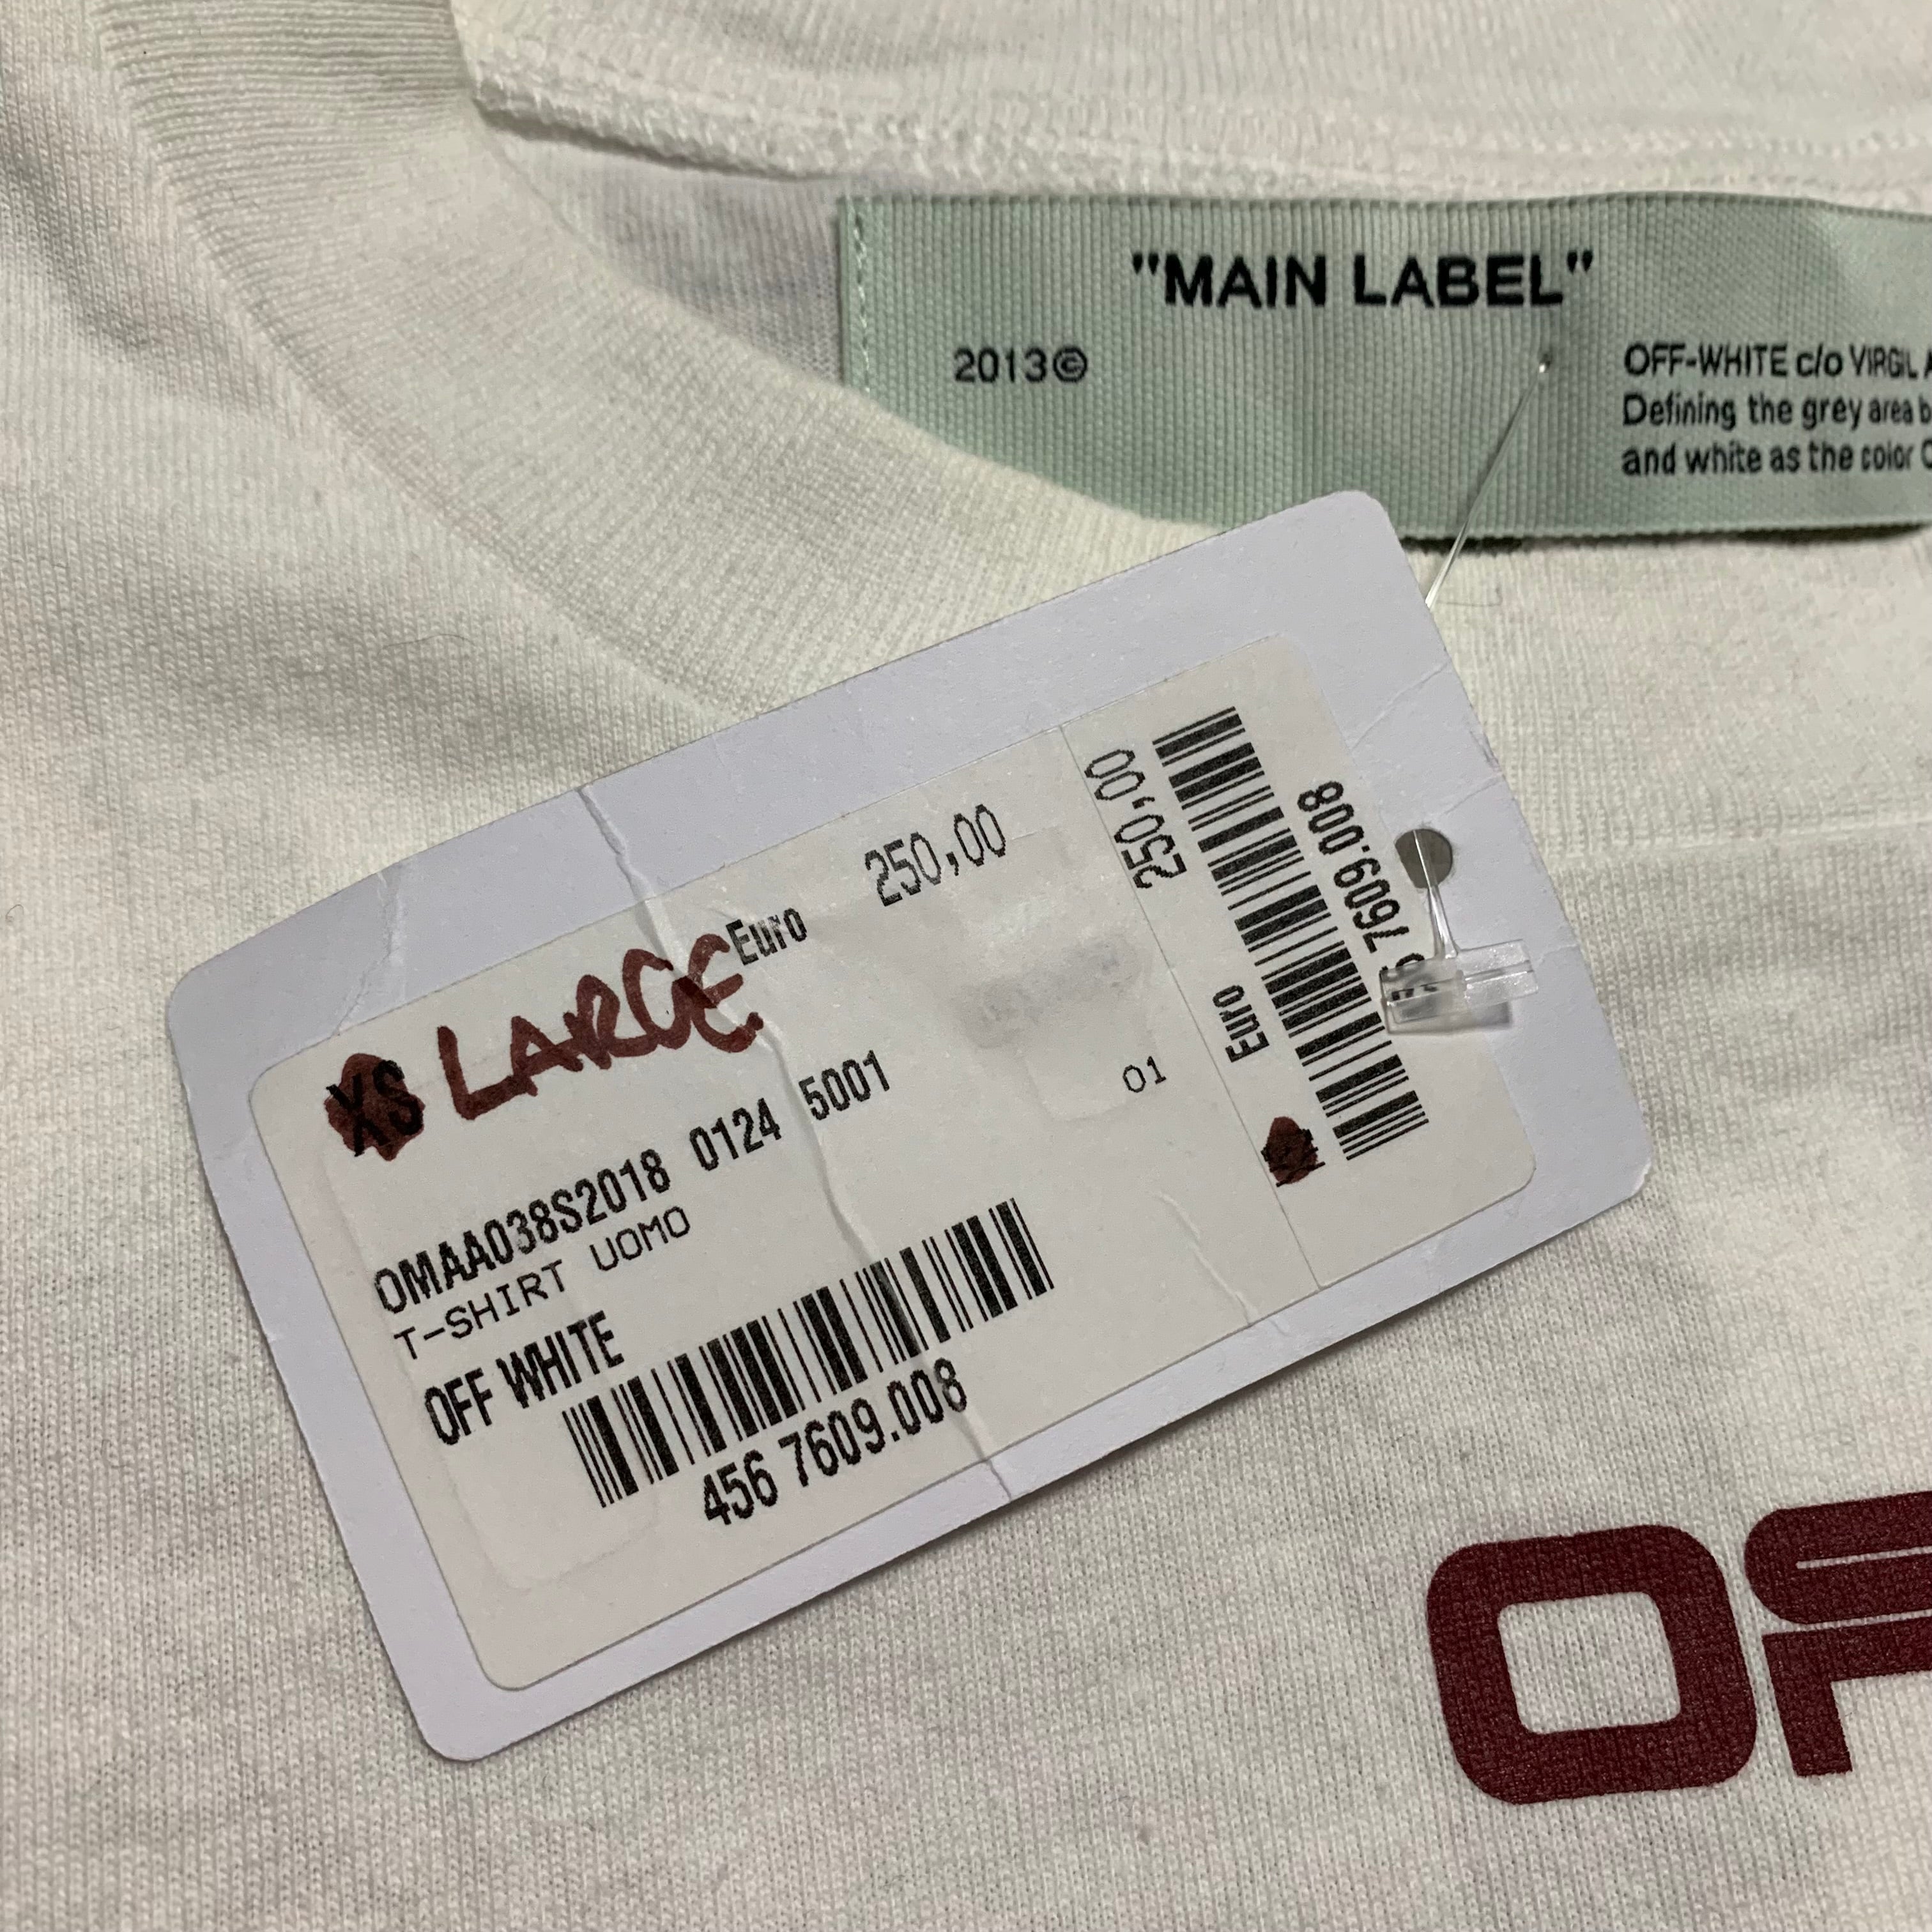 "MAIN LABEL"
2013©
OFF-WHITE c/o VIRGIL
Defining the grey area
and white as the color
Euro 250,00
XS LARGE
OMAA038S2018 0124 5001
T-SHIRT UOMO
01
OFF WHITE
456 7609.008
250,00
Euro
7609.008
OF